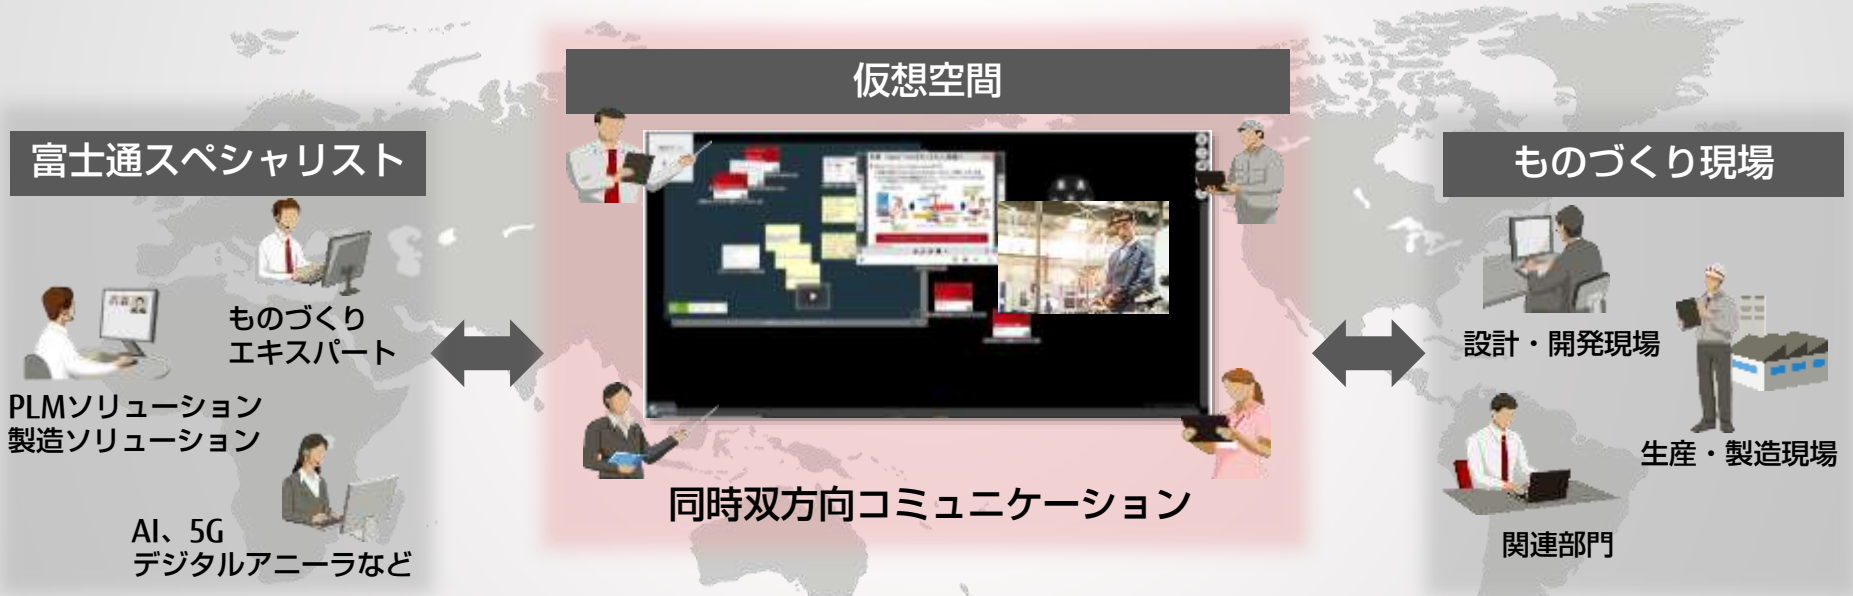 仮想空間
富士通スペシャリスト
ものづくり
エキスパート
PLMソリューション
製造ソリューション
AI、5G
デジタルアニーラなど
同時双方向コミュニケーション
ものづくり現場
設計・開発現場
生産・製造現場
関連部門